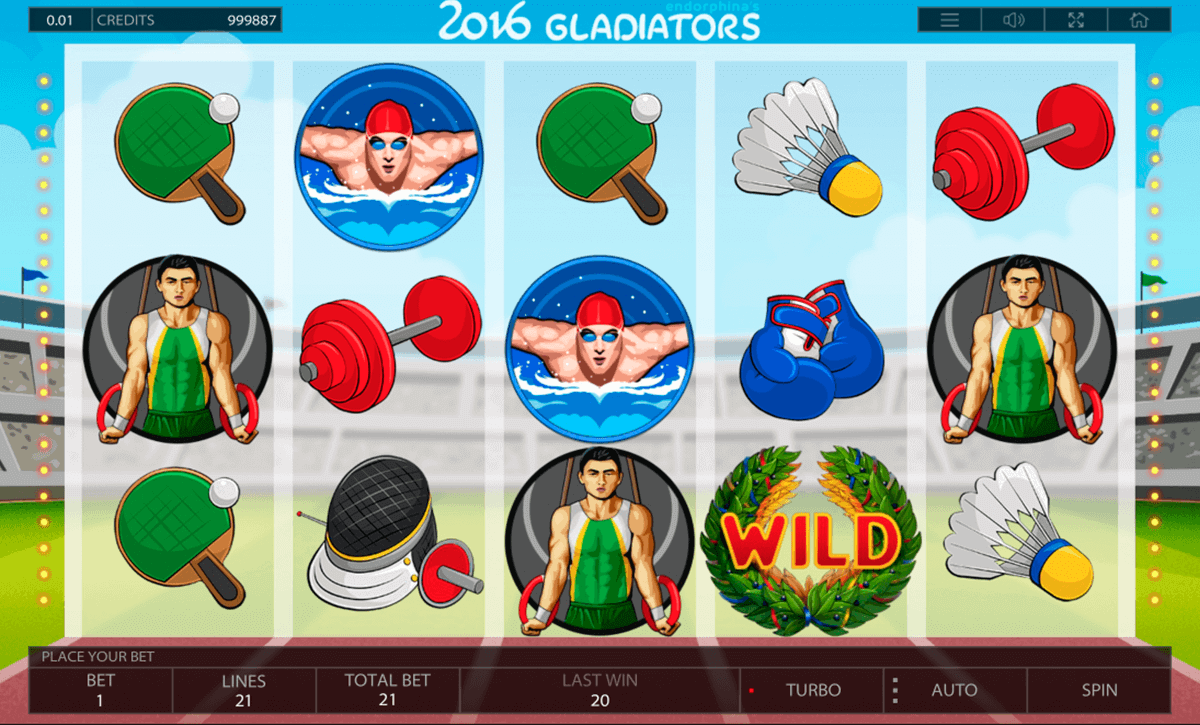 endorphina's
0.01 CREDITS 999887
2016 GLADIATORS
WILD
PLACE YOUR BET
BET LINES TOTAL BET LAST WIN TURBO AUTO SPIN
1 21 21 20